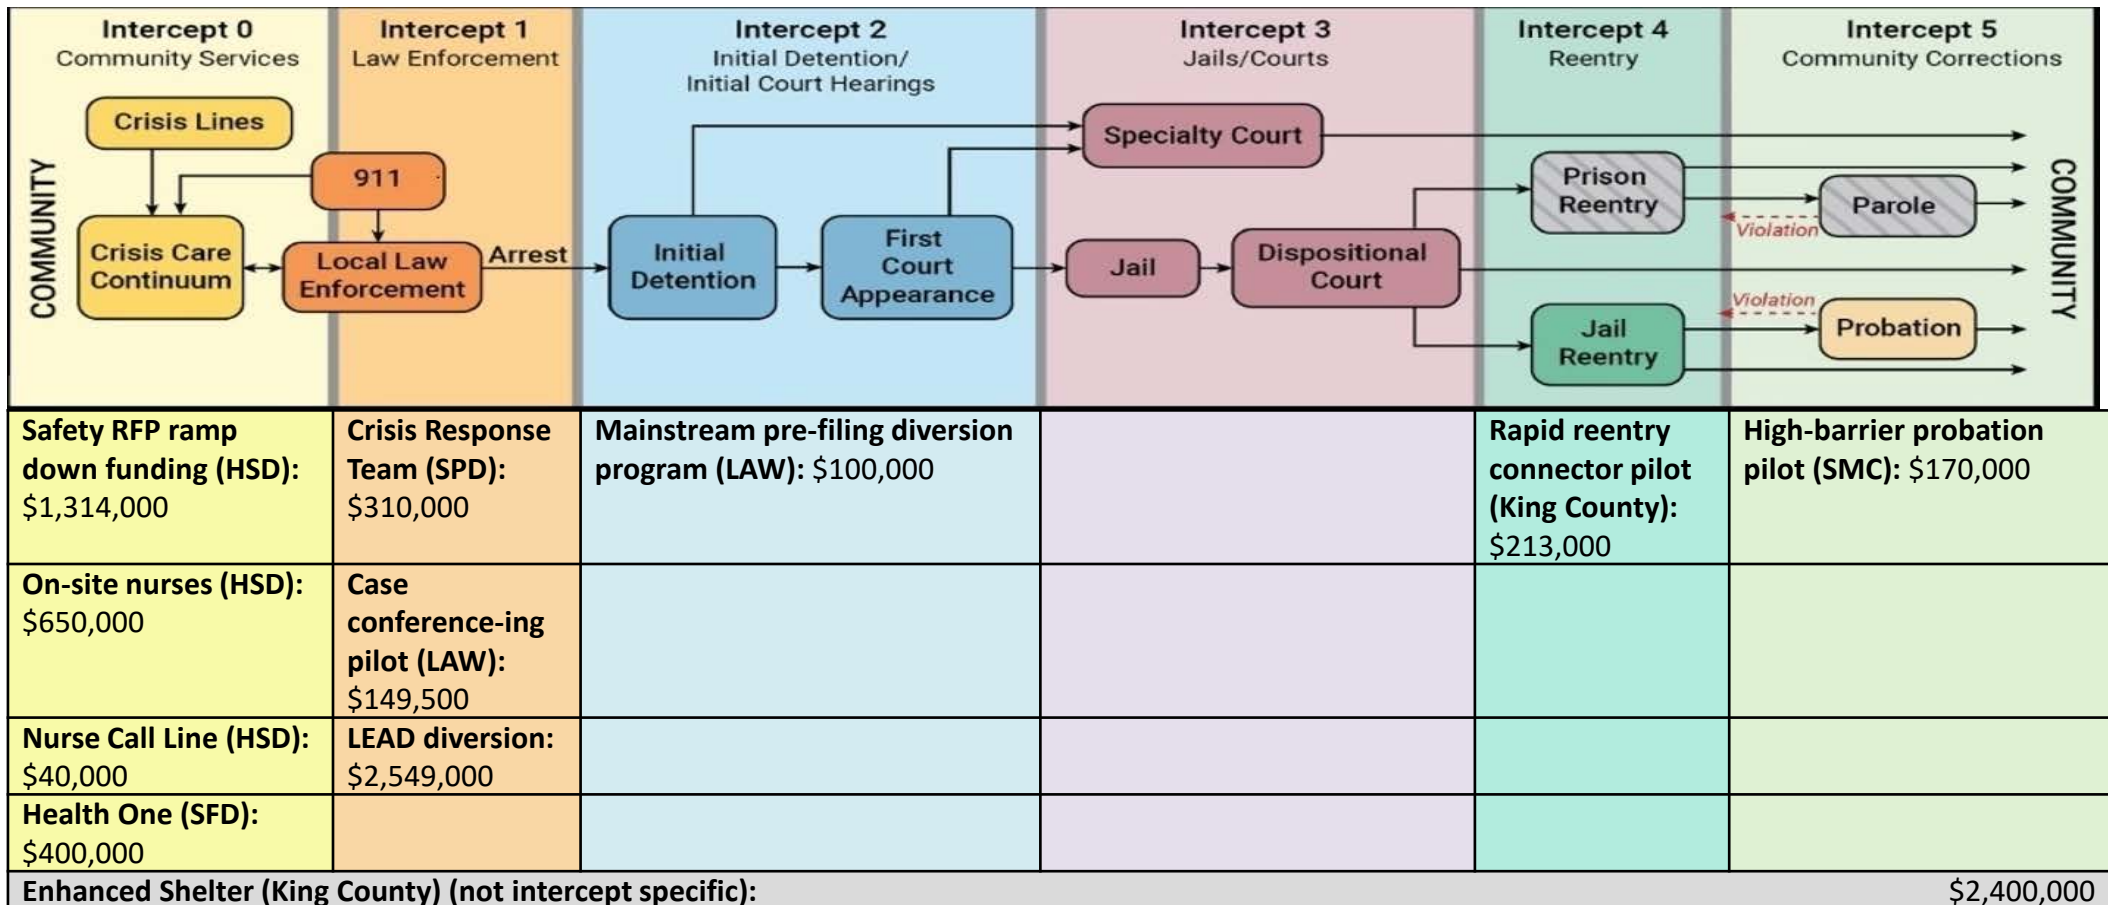 Intercept 0
Community Services
Intercept 1
Law Enforcement
Intercept 2
Initial Detention/
Initial Court Hearings
Intercept 3
Jails/Courts
Intercept 4
Reentry
Intercept 5
Community Corrections
COMMUNITY
Crisis Lines
911
Crisis Care
Continuum
Local Law
Enforcement
Arrest
Initial
Detention
First
Court
Appearance
Specialty Court
Jail
Dispositional
Court
Prison
Reentry
Violation
Parole
Jail
Reentry
Violation
Probation
COMMUNITY
Safety RFP ramp
down funding (HSD):
$1,314,000
Crisis Response
Team (SPD):
$310,000
Mainstream pre-filing diversion
program (LAW): $100,000
Rapid reentry
connector pilot
(King County):
$213,000
High-barrier probation
pilot (SMC): $170,000
On-site nurses (HSD):
$650,000
Case
conference-ing
pilot (LAW):
$149,500
Nurse Call Line (HSD):
$40,000
LEAD diversion:
$2,549,000
Health One (SFD):
$400,000
Enhanced Shelter (King County) (not intercept specific): $2,400,000